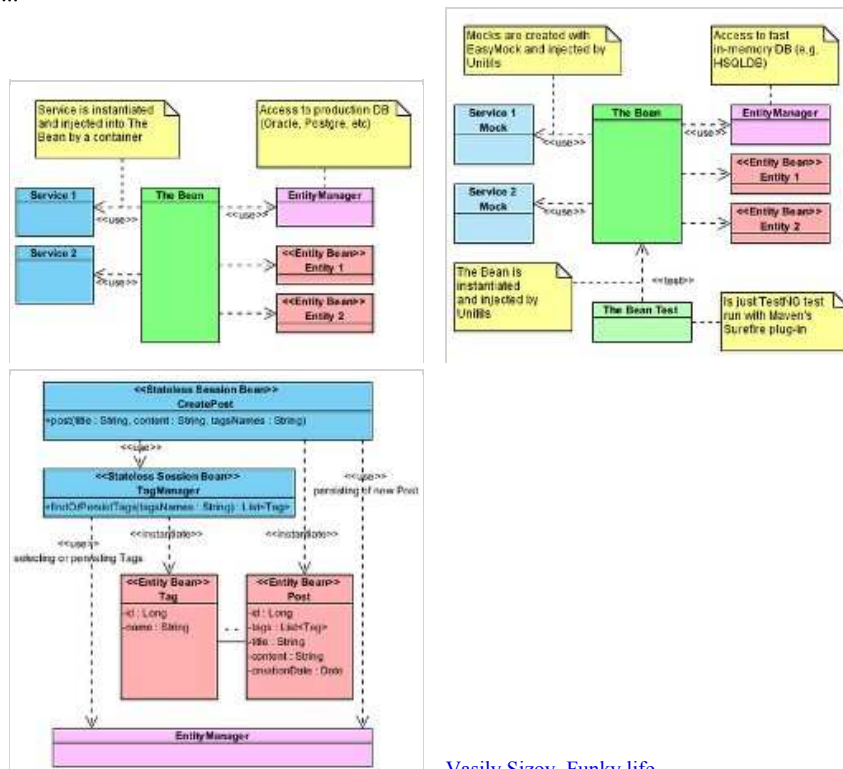 ...
Service is instantiated
and injected into The
Bean by a container
Access to production DB
(Oracle, Postgre, etc)
Service 1
The Bean
EntityManager
<<use>>
<<use>>
Service 2
<<use>>
<<Entity Bean>>
Entity 1
<<Entity Bean>>
Entity 2
Mocks are created with
EasyMock and injected by
Unitils
Access to fast
in-memory DB (e.g.
HSQLDB)
Service 1
Mock
The Bean
EntityManager
<<use>>
<<use>>
<<Entity Bean>>
Entity 1
Service 2
Mock
<<use>>
<<Entity Bean>>
Entity 2
The Bean is
instantiated
and injected by
Unitils
<<test>>
The Bean Test
Is just TestNG test
run with Maven's
Surefire plug-in
<<Stateless Session Bean>>
CreatePost
+post(title : String, content : String, tagsNames : String)
<<use>>
<<Stateless Session Bean>>
TagManager
+findOrPersistTags(tagsNames : String) : List<Tag>
<<use>>
persisting of new Post
<<instantiate>>
<<instantiate>>
<<use>>
selecting or persisting Tags
<<Entity Bean>>
Tag
-id : Long
-name : String
<<Entity Bean>>
Post
-id : Long
-tags : List<Tag>
-title : String
-content : String
-creationDate : Date
EntityManager
Vasily Sizov, Funky life